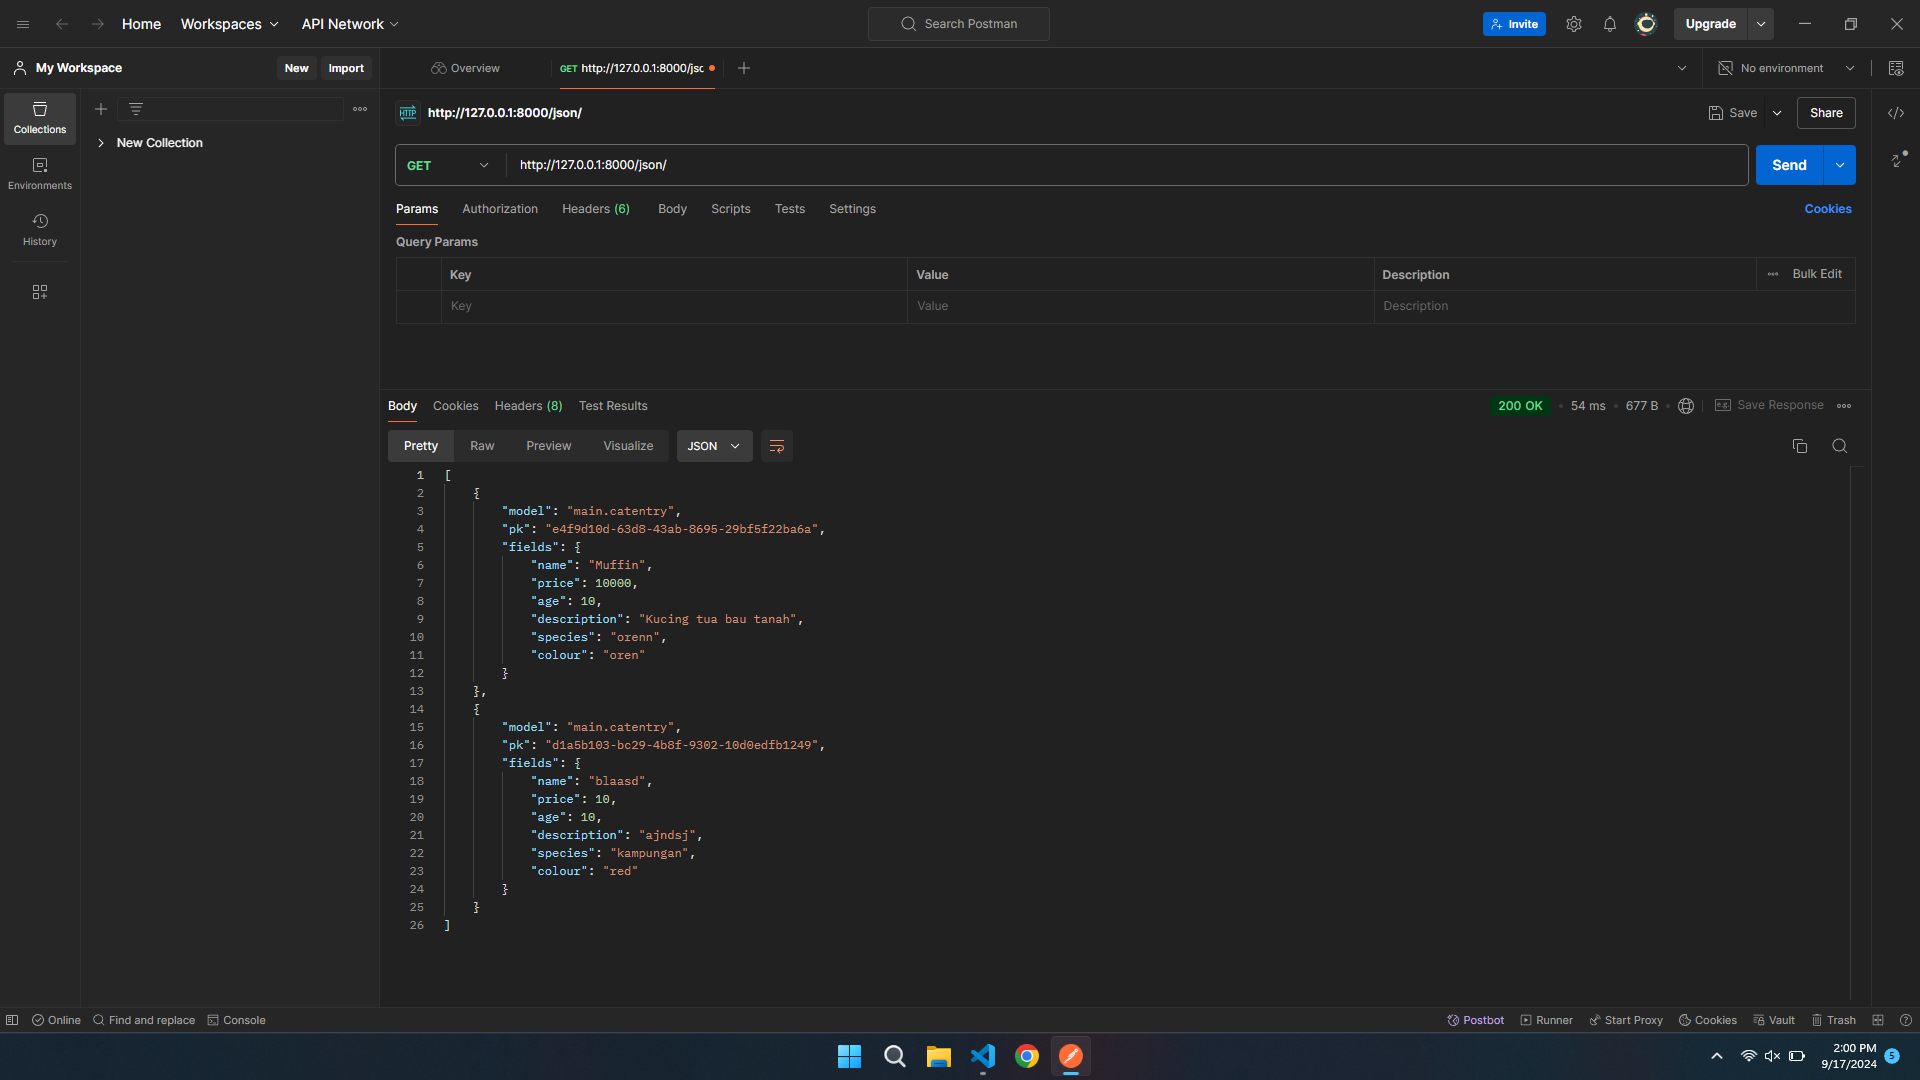 Home
Workspaces
API Network
Search Postman
Invite
Upgrade
My Workspace
New
Import
Overview
GET http://127.0.0.1:8000/jsc
No environment
Collections
New Collection
Environments
History
HTTP http://127.0.0.1:8000/json/
Save
Share
GET
http://127.0.0.1:8000/json/
Send
Params
Authorization
Headers (6)
Body
Scripts
Tests
Settings
Cookies
Query Params
Key
Value
Description
Bulk Edit
Key
Value
Description
Body
Cookies
Headers (8)
Test Results
200 OK
54 ms
677 B
e.g.
Save Response
Pretty
Raw
Preview
Visualize
JSON
1 [
2 {
3 "model": "main.catentry",
4 "pk": "e4f9d10d-63d8-43ab-8695-29bf5f22ba6a",
5 "fields": {
6 "name": "Muffin",
7 "price": 10000,
8 "age": 10,
9 "description": "Kucing tua bau tanah",
10 "species": "orenn",
11 "colour": "oren"
12 }
13 },
14 {
15 "model": "main.catentry",
16 "pk": "d1a5b103-bc29-4b8f-9302-10d0edfb1249",
17 "fields": {
18 "name": "blaasd",
19 "price": 10,
20 "age": 10,
21 "description": "ajndsj",
22 "species": "kampungan",
23 "colour": "red"
24 }
25 }
26 ]
Online
Find and replace
Console
Postbot
Runner
Start Proxy
Cookies
Vault
Trash
2:00 PM
9/17/2024
5